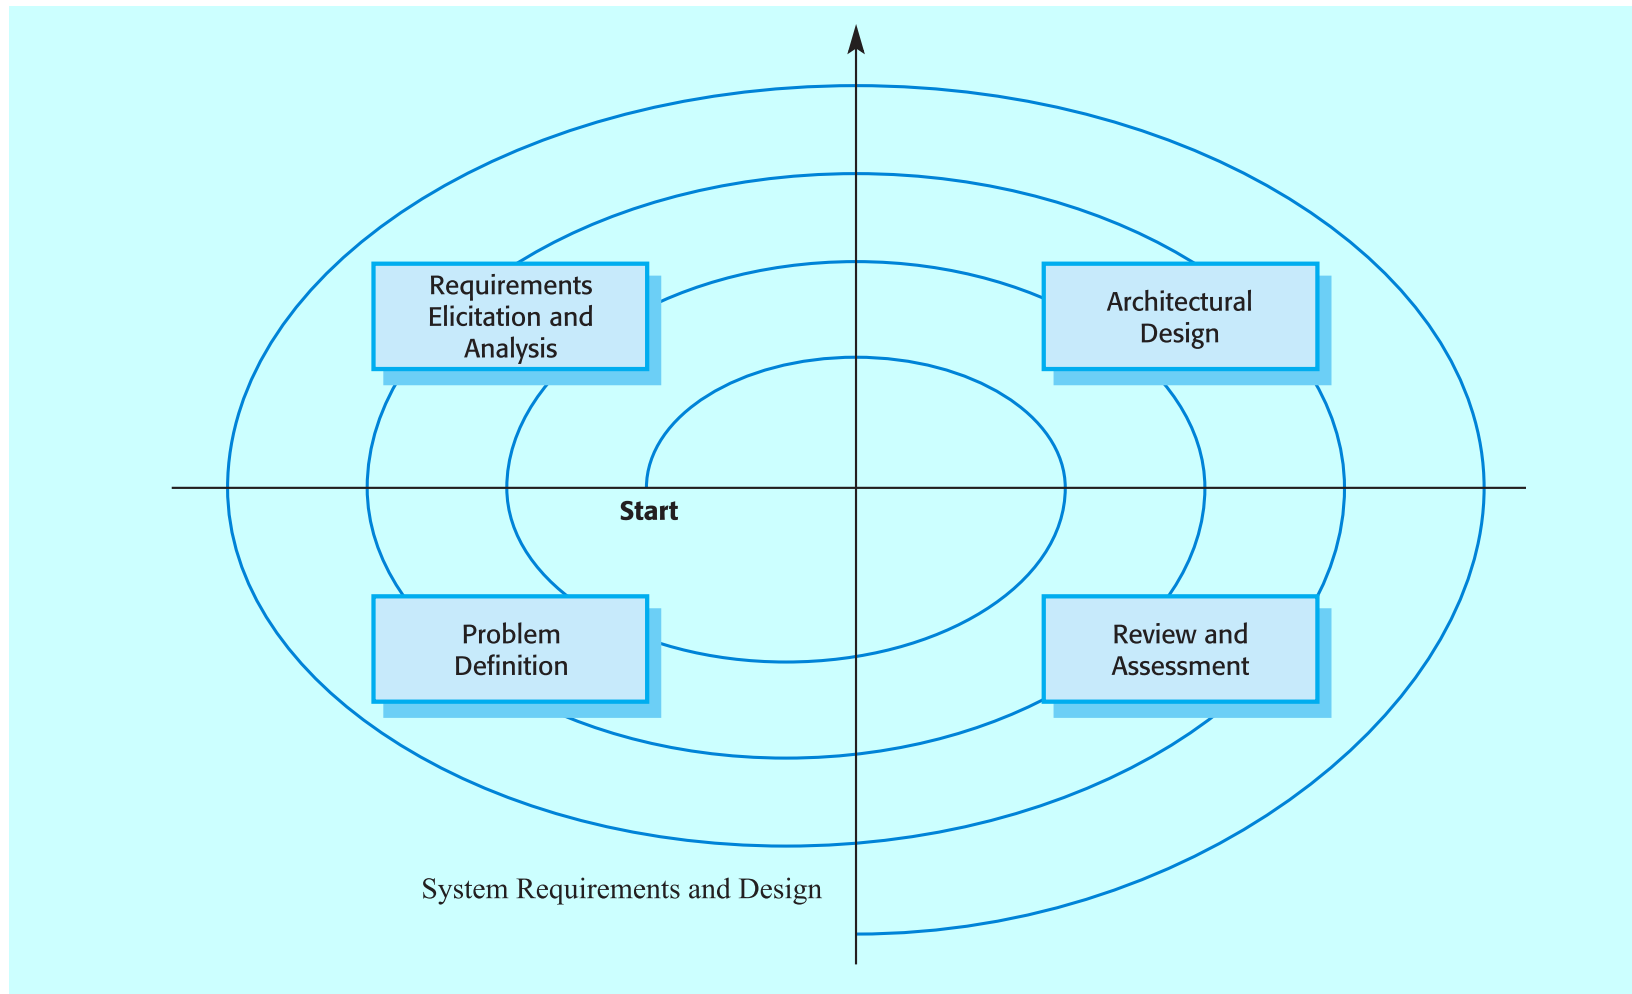 Requirements
Elicitation and
Analysis
Architectural
Design
Start
Problem
Definition
Review and
Assessment
System Requirements and Design